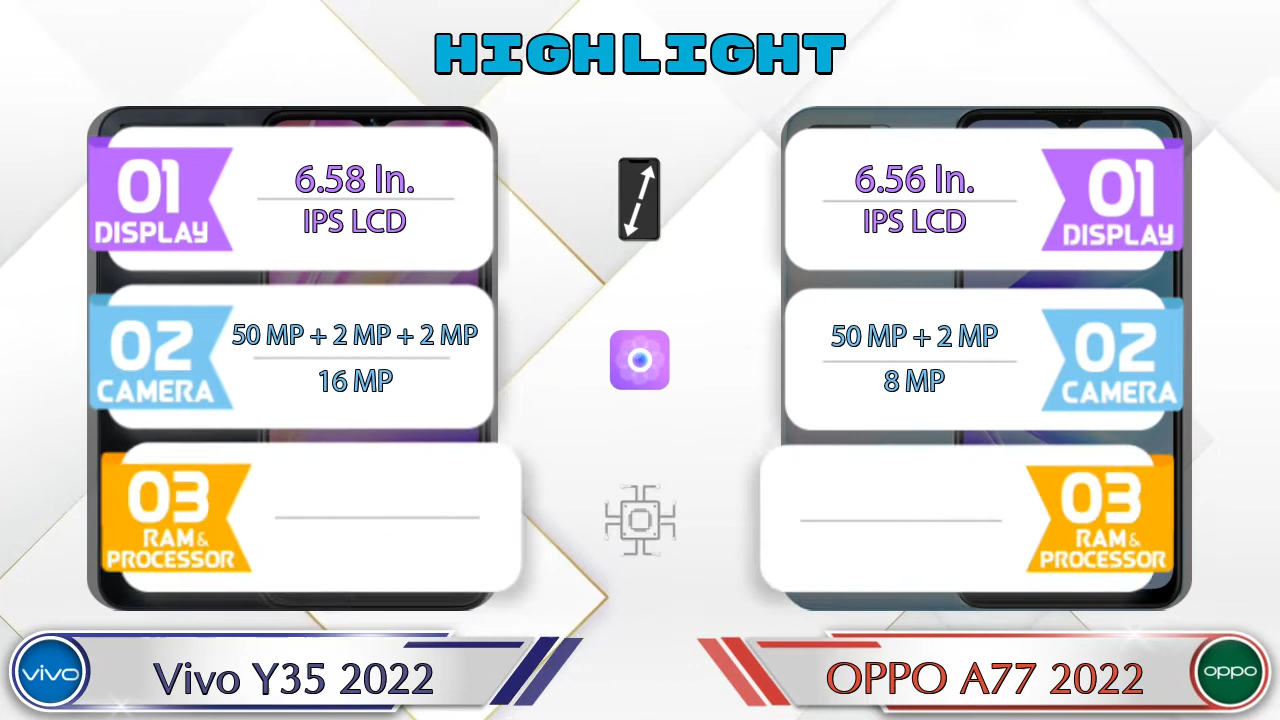 HIGHLIGHT
01
DISPLAY
6.58 In.
IPS LCD
02
CAMERA
50 MP + 2 MP + 2 MP
16 MP
03
RAM &
PROCESSOR
6.56 In.
IPS LCD
01
DISPLAY
50 MP + 2 MP
8 MP
02
CAMERA
03
RAM &
PROCESSOR
vivo
Vivo Y35 2022
OPPO A77 2022
oppo